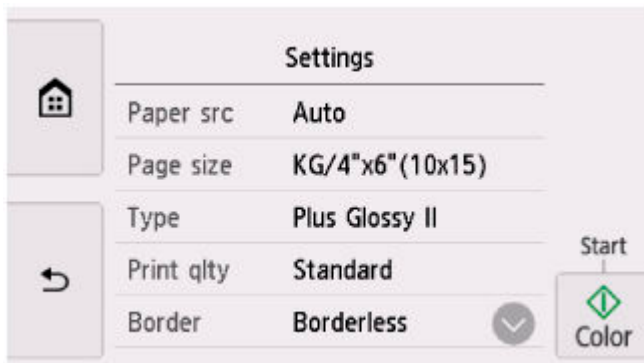 Settings
Paper src Auto
Page size KG/4"x6"(10x15)
Type Plus Glossy II
Print qlty Standard
Border Borderless
Start
Color